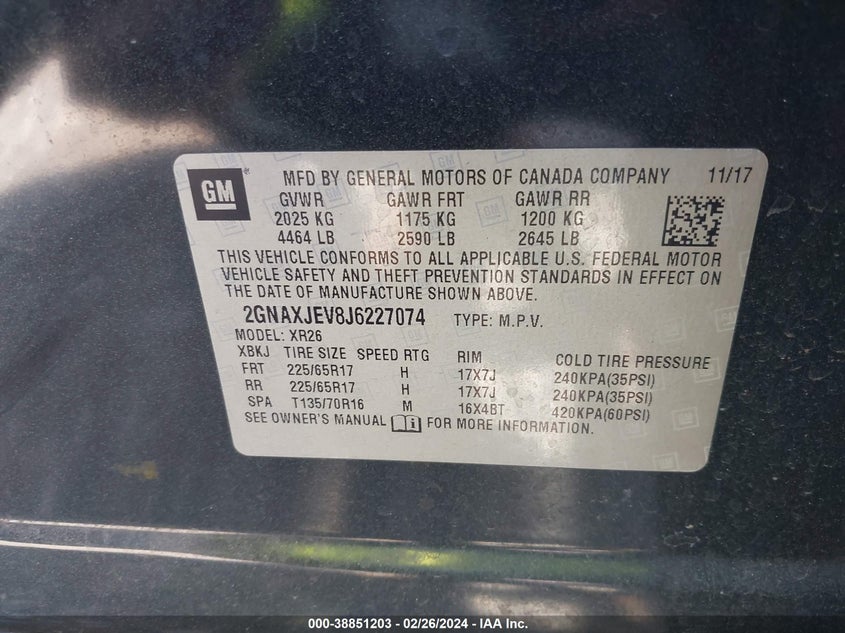 GM MFD BY GENERAL MOTORS OF CANADA COMPANY 11/17
GVWR GAWR FRT GAWR RR
2025 KG 1175 KG 1200 KG
4464 LB 2590 LB 2645 LB
THIS VEHICLE CONFORMS TO ALL APPLICABLE U.S. FEDERAL MOTOR
VEHICLE SAFETY AND THEFT PREVENTION STANDARDS IN EFFECT ON
THE DATE OF MANUFACTURE SHOWN ABOVE.
2GNAXJEV8J6227074 TYPE: M.P.V.
MODEL: XR26
XBKJ TIRE SIZE SPEED RTG RIM COLD TIRE PRESSURE
FRT 225/65R17 H 17X7J 240KPA(35PSI)
RR 225/65R17 H 17X7J 240KPA(35PSI)
SPA T135/70R16 M 16X4BT 420KPA(60PSI)
SEE OWNER'S MANUAL FOR MORE INFORMATION.
000-38851203 - 02/26/2024 - IAA Inc.